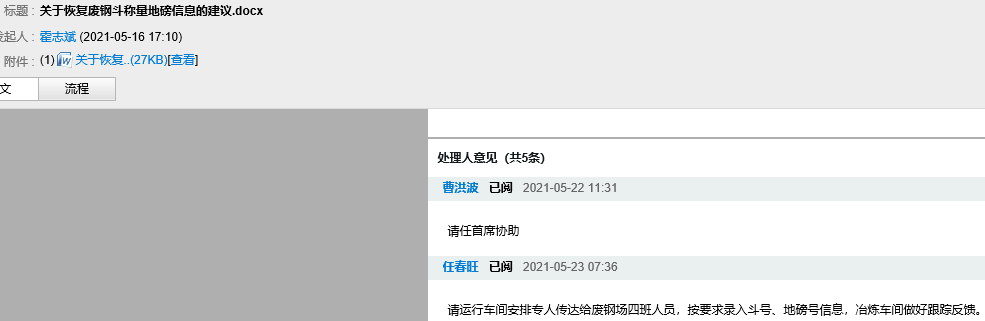 标题 : 关于恢复废钢斗称量地磅信息的建议.docx
起人 : 霍志斌 (2021-05-16 17:10)
附件 : (1) 关于恢复..(27KB)[查看]
文 流程
处理人意见（共5条）
曹洪波 已阅 2021-05-22 11:31
请任首席协助
任春旺 已阅 2021-05-23 07:36
请运行车间安排专人传达给废钢场四班人员，按要求录入斗号、地磅号信息，冶炼车间做好跟踪反馈。